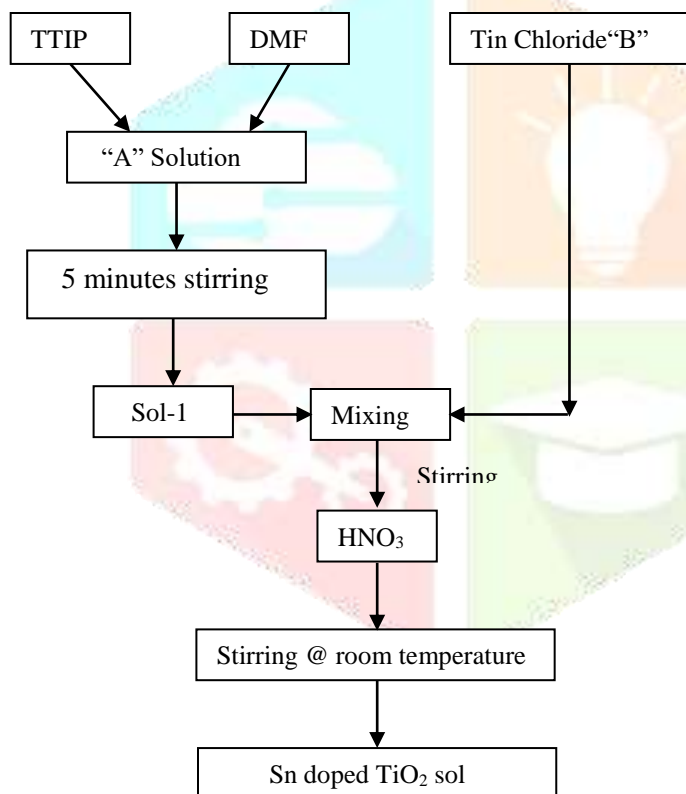 TTIP
DMF
Tin Chloride“B”
“A” Solution
5 minutes stirring
Sol-1
Mixing
Stirring
HNO₃
Stirring @ room temperature
Sn doped TiO₂ sol